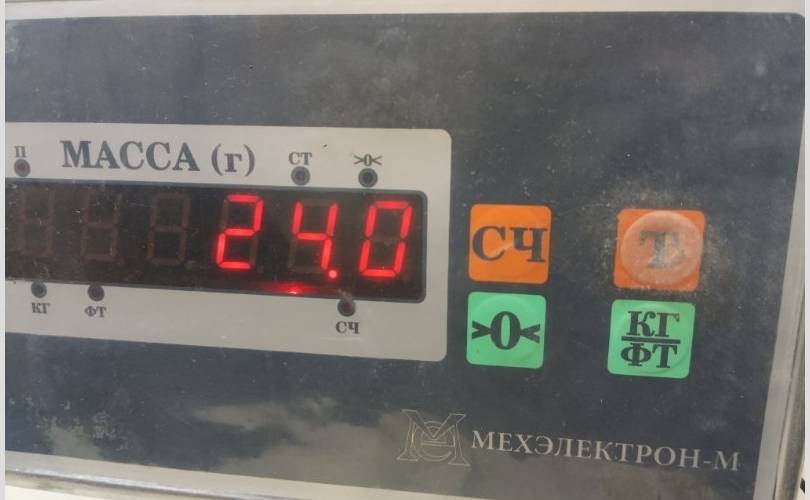 П
МАССА (г)
СТ
>0<
24.0
КГ
ФТ
СЧ
СЧ
Т
>0<
КГ
ФТ
МЕХЭЛЕКТРОН-М